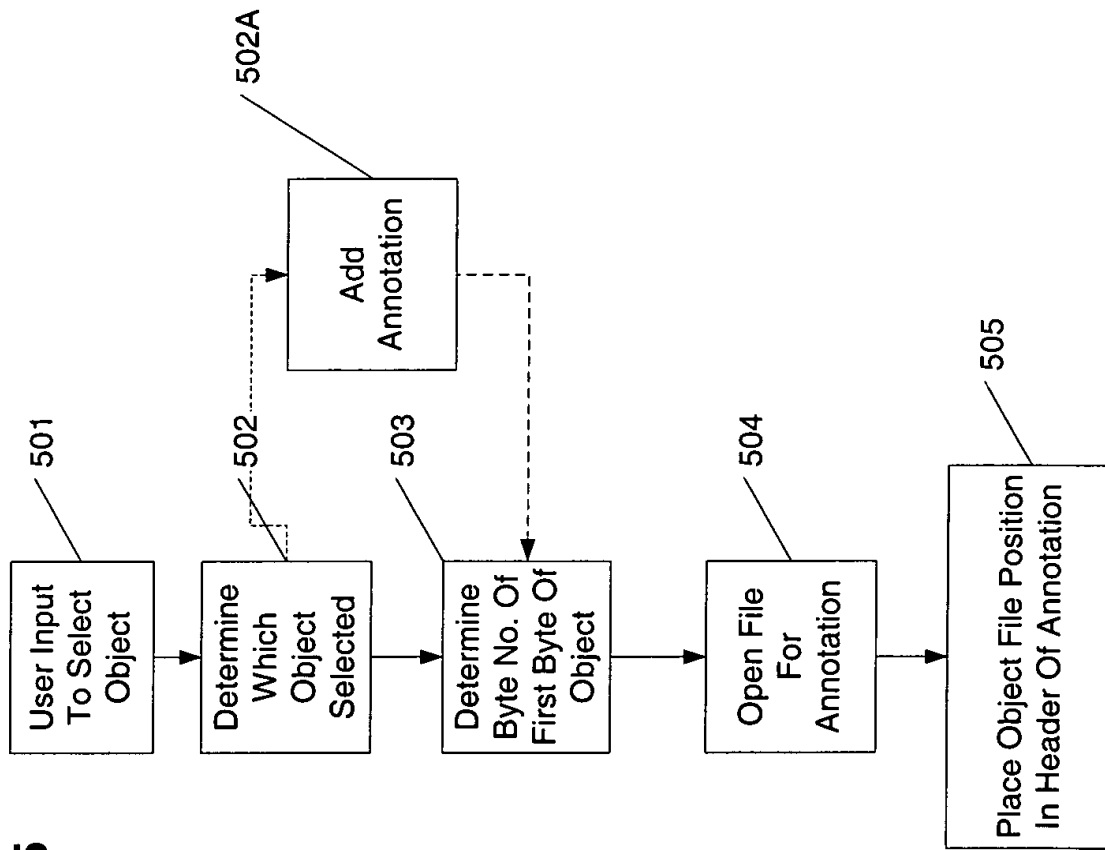 User Input
To Select
Object
501
Determine
Which
Object
Selected
502
Add
Annotation
502A
Determine
Byte No. Of
First Byte Of
Object
503
Open File
For
Annotation
504
Place Object File Position
In Header Of Annotation
505